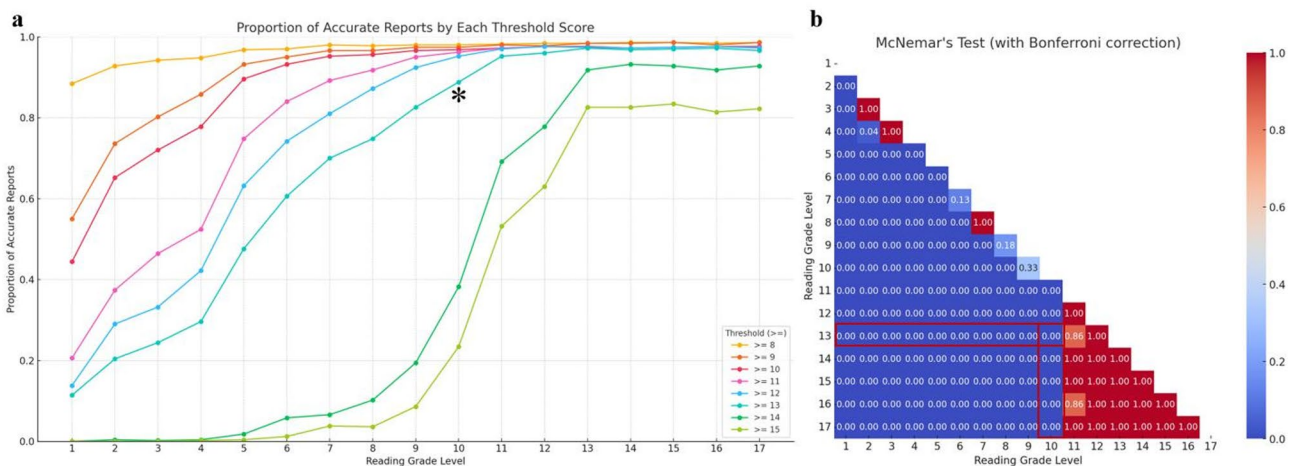 a
Proportion of Accurate Reports by Each Threshold Score
Proportion of Accurate Reports
1.0
0.8
0.6
0.4
0.2
0.0
*
Threshold (>=)
>= 8
>= 9
>= 10
>= 11
>= 12
>= 13
>= 14
>= 15
1 2 3 4 5 6 7 8 9 10 11 12 13 14 15 16 17
Reading Grade Level
b
McNemar's Test (with Bonferroni correction)
Reading Grade Level
1
2 0.00
3 0.00 1.00
4 0.00 0.04 1.00
5 0.00 0.00 0.00 0.00
6 0.00 0.00 0.00 0.00 0.00
7 0.00 0.00 0.00 0.00 0.00 0.13
8 0.00 0.00 0.00 0.00 0.00 0.00 1.00
9 0.00 0.00 0.00 0.00 0.00 0.00 0.00 0.18
10 0.00 0.00 0.00 0.00 0.00 0.00 0.00 0.00 0.33
11 0.00 0.00 0.00 0.00 0.00 0.00 0.00 0.00 0.00 0.00
12 0.00 0.00 0.00 0.00 0.00 0.00 0.00 0.00 0.00 0.00 1.00
13 0.00 0.00 0.00 0.00 0.00 0.00 0.00 0.00 0.00 0.00 0.86 1.00
14 0.00 0.00 0.00 0.00 0.00 0.00 0.00 0.00 0.00 0.00 1.00 1.00 1.00
15 0.00 0.00 0.00 0.00 0.00 0.00 0.00 0.00 0.00 0.00 1.00 1.00 1.00 1.00
16 0.00 0.00 0.00 0.00 0.00 0.00 0.00 0.00 0.00 0.00 0.86 1.00 1.00 1.00 1.00
17 0.00 0.00 0.00 0.00 0.00 0.00 0.00 0.00 0.00 0.00 1.00 1.00 1.00 1.00 1.00 1.00
1 2 3 4 5 6 7 8 9 10 11 12 13 14 15 16 17
Reading Grade Level
1.0
0.8
0.6
0.4
0.2
0.0